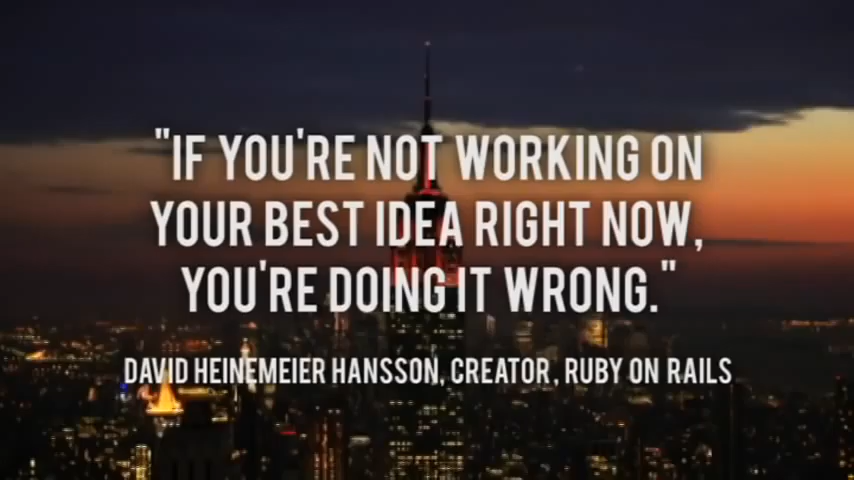 "IF YOU'RE NOT WORKING ON
YOUR BEST IDEA RIGHT NOW,
YOU'RE DOING IT WRONG."
DAVID HEINEMEIER HANSSON, CREATOR, RUBY ON RAILS